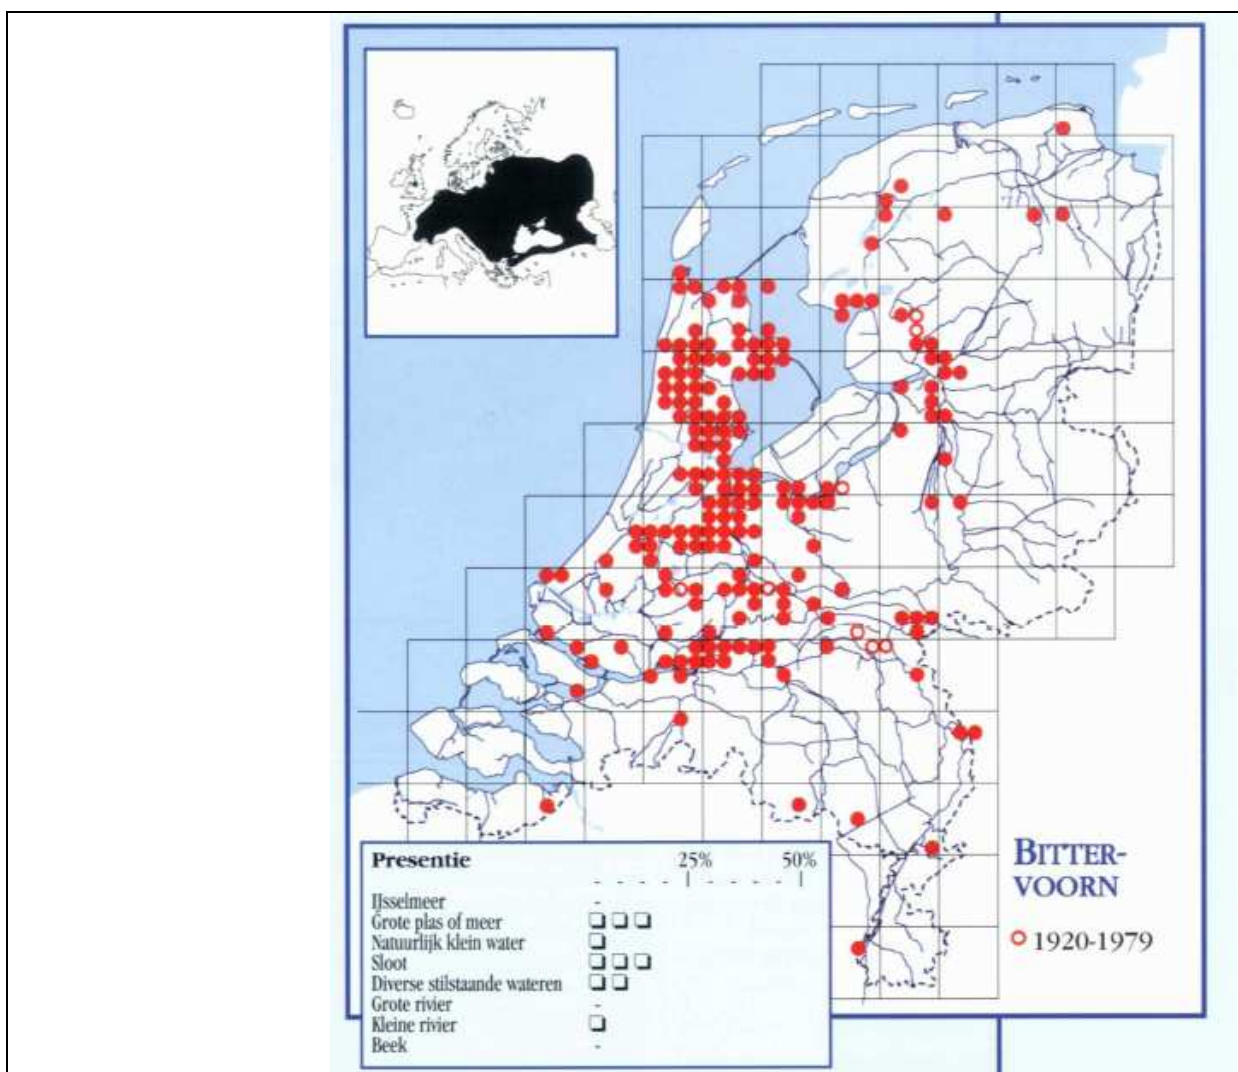 Presentie 25% 50%
IJsselmeer -
Grote plas of meer
Natuurlijk klein water
Sloot
Diverse stilstaande wateren
Grote rivier -
Kleine rivier
Beek -
BITTER-
VOORN
1920-1979